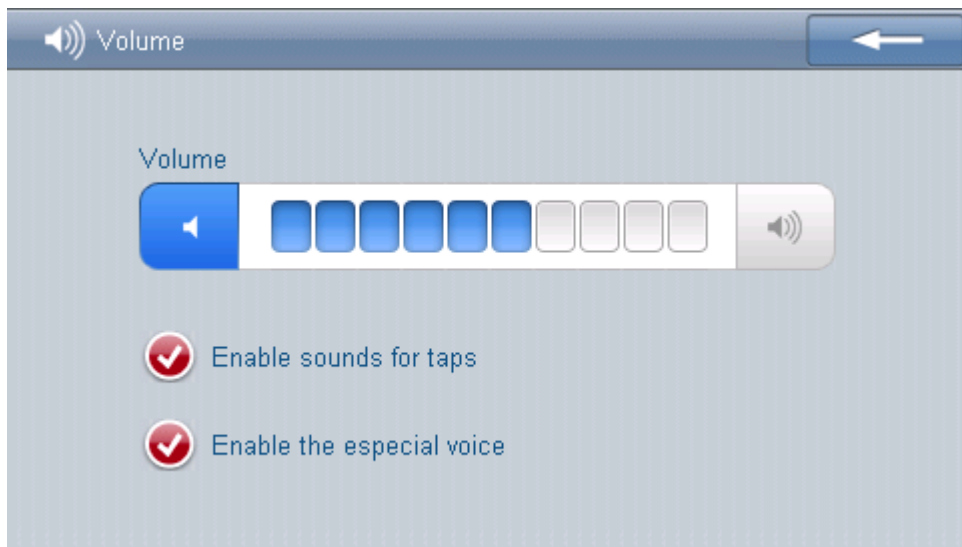 Volume
Volume
Enable sounds for taps
Enable the especial voice